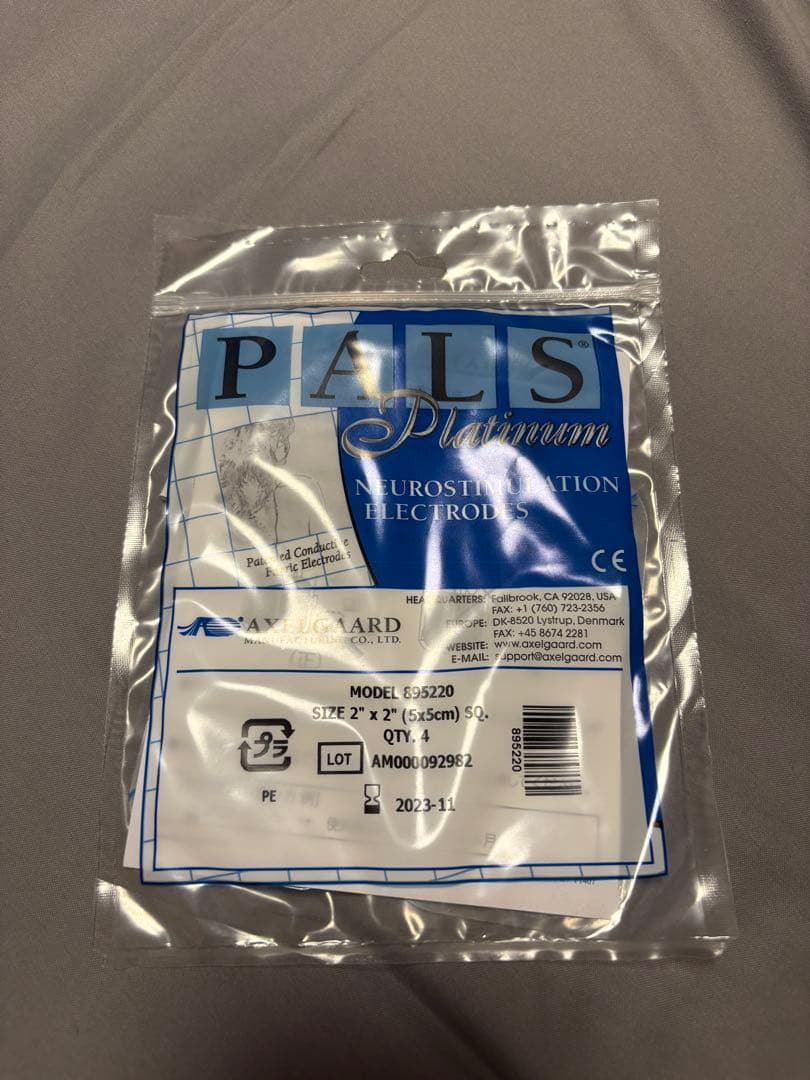 PALS®
Platinum
NEUROSTIMULATION
ELECTRODES
Patented Conductive
Fabric Electrodes
CE
AXELGAARD
MANUFACTURING CO., LTD.
HEADQUARTERS: Fallbrook, CA 92028, USA
FAX: +1 (760) 723-2356
EUROPE: DK-8520 Lystrup, Denmark
FAX: +45 8674 2281
WEBSITE: www.axelgaard.com
E-MAIL: support@axelgaard.com
MODEL 895220
SIZE 2" x 2" (5x5cm) SQ.
QTY. 4
プラ
PE
LOT AM000092982
2023-11
895220